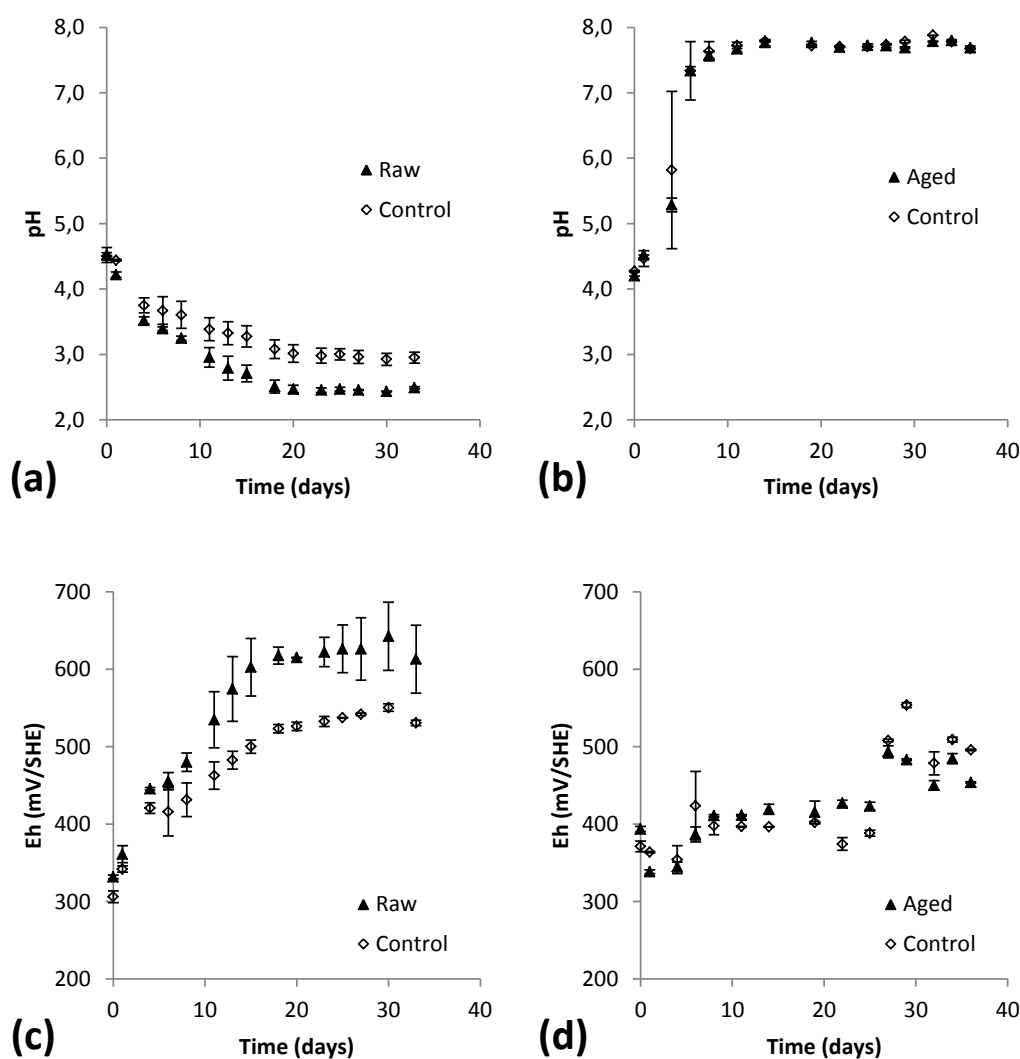 8,0
7,0
6,0
5,0
4,0
3,0
2,0
pH
Raw
Control
0 10 20 30 40
Time (days)
(a)
8,0
7,0
6,0
5,0
4,0
3,0
2,0
pH
Aged
Control
0 10 20 30 40
Time (days)
(b)
700
600
500
400
300
200
Eh (mV/SHE)
Raw
Control
0 10 20 30 40
Time (days)
(c)
700
600
500
400
300
200
Eh (mV/SHE)
Aged
Control
0 10 20 30 40
Time (days)
(d)